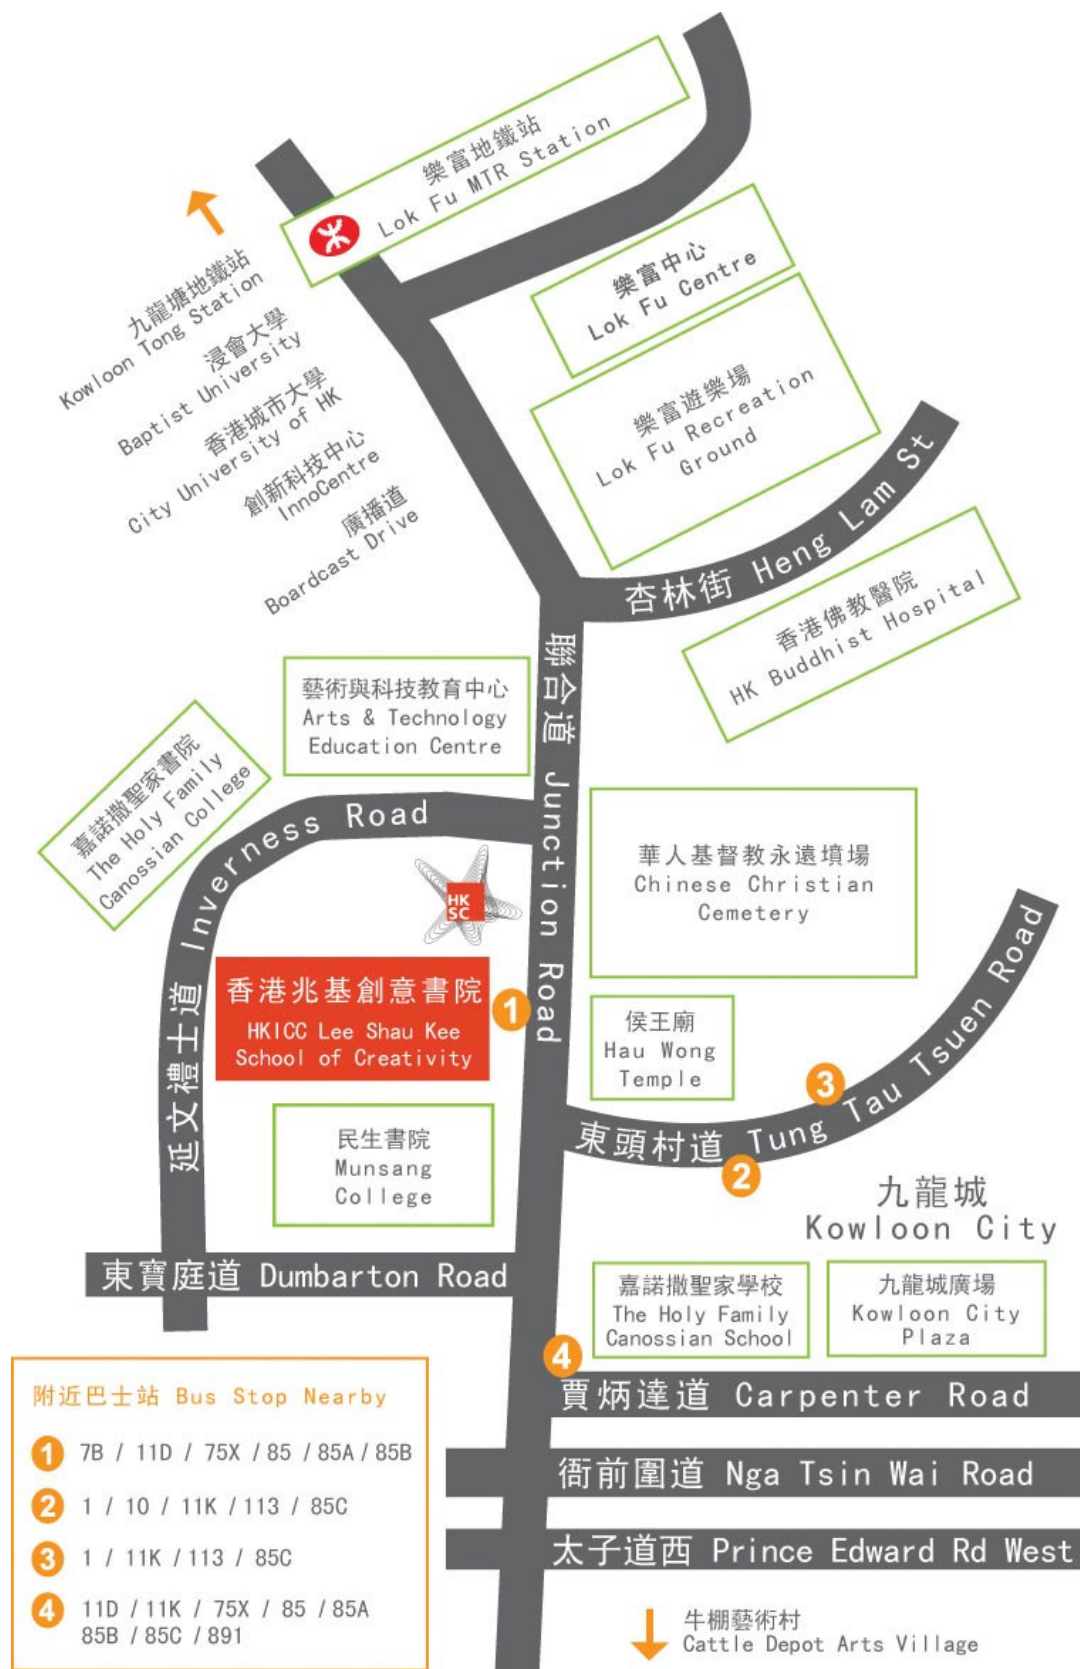 樂富地鐵站
Lok Fu MTR Station
九龍塘地鐵站
Kowloon Tong Station
浸會大學
Baptist University
香港城市大學
City University of HK
創新科技中心
InnoCentre
廣播道
Boardcast Drive
樂富中心
Lok Fu Centre
樂富遊樂場
Lok Fu Recreation
Ground
杏林街 Heng Lam St
香港佛教醫院
HK Buddhist Hospital
聯合道 Junction Road
藝術與科技教育中心
Arts & Technology
Education Centre
嘉諾撒聖家書院
The Holy Family
Canossian College
延文禮士道 Inverness Road
華人基督教永遠墳場
Chinese Christian
Cemetery
HK
SC
香港兆基創意書院
HKICC Lee Shau Kee
School of Creativity
1
侯王廟
Hau Wong
Temple
3
東頭村道 Tung Tau Tsuen Road
2
民生書院
Munsang
College
九龍城
Kowloon City
東寶庭道 Dumbarton Road
嘉諾撒聖家學校
The Holy Family
Canossian School
九龍城廣場
Kowloon City
Plaza
4
賈炳達道 Carpenter Road
衙前圍道 Nga Tsin Wai Road
太子道西 Prince Edward Rd West
附近巴士站 Bus Stop Nearby
1 7B / 11D / 75X / 85 / 85A / 85B
2 1 / 10 / 11K / 113 / 85C
3 1 / 11K / 113 / 85C
4 11D / 11K / 75X / 85 / 85A
85B / 85C / 891
牛棚藝術村
Cattle Depot Arts Village